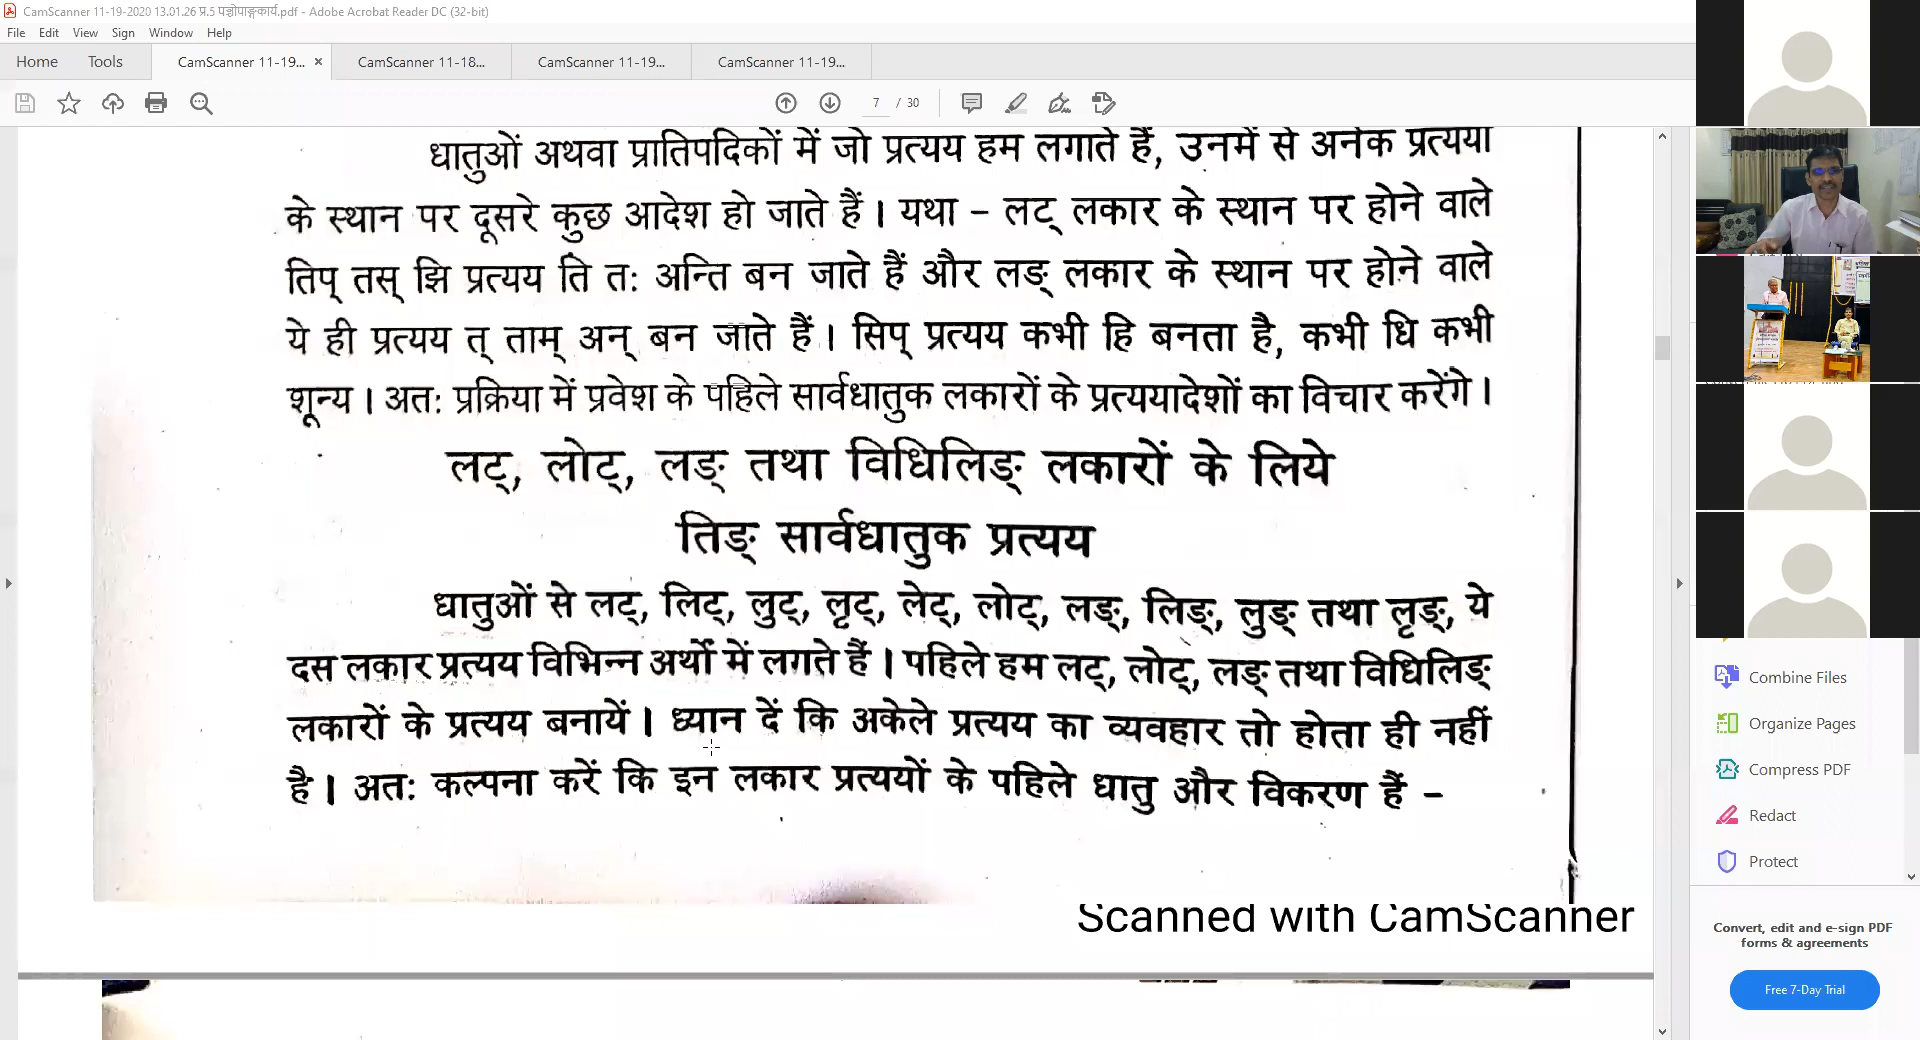 CamScanner 11-19-2020 13.01.26 प्र.5 पञ्चोपाङ्गकार्य.pdf - Adobe Acrobat Reader DC (32-bit)
File Edit View Sign Window Help
Home Tools CamScanner 11-19... × CamScanner 11-18... CamScanner 11-19... CamScanner 11-19...
7 / 30
धातुओं अथवा प्रातिपदिकों में जो प्रत्यय हम लगाते हैं, उनमें से अनेक प्रत्ययों
के स्थान पर दूसरे कुछ आदेश हो जाते हैं । यथा - लट् लकार के स्थान पर होने वाले
तिप् तस् झि प्रत्यय ति तः अन्ति बन जाते हैं और लङ् लकार के स्थान पर होने वाले
ये ही प्रत्यय त् ताम् अन् बन जाते हैं । सिप् प्रत्यय कभी हि बनता है, कभी धि कभी
शून्य । अतः प्रक्रिया में प्रवेश के पहिले सार्वधातुक लकारों के प्रत्ययादेशों का विचार करेंगे ।
लट्, लोट्, लङ् तथा विधिलिङ् लकारों के लिये
तिङ् सार्वधातुक प्रत्यय
धातुओं से लट्, लिट्, लुट्, लृट्, लेट्, लोट्, लङ्, लिङ्, लुङ् तथा लृङ्, ये
दस लकार प्रत्यय विभिन्न अर्थों में लगते हैं । पहिले हम लट्, लोट्, लङ् तथा विधिलिङ्
लकारों के प्रत्यय बनायें । ध्यान दें कि अकेले प्रत्यय का व्यवहार तो होता ही नहीं
है । अतः कल्पना करें कि इन लकार प्रत्ययों के पहिले धातु और विकरण हैं -
Scanned with CamScanner
Combine Files
Organize Pages
Compress PDF
Redact
Protect
Convert, edit and e-sign PDF
forms & agreements
Free 7-Day Trial